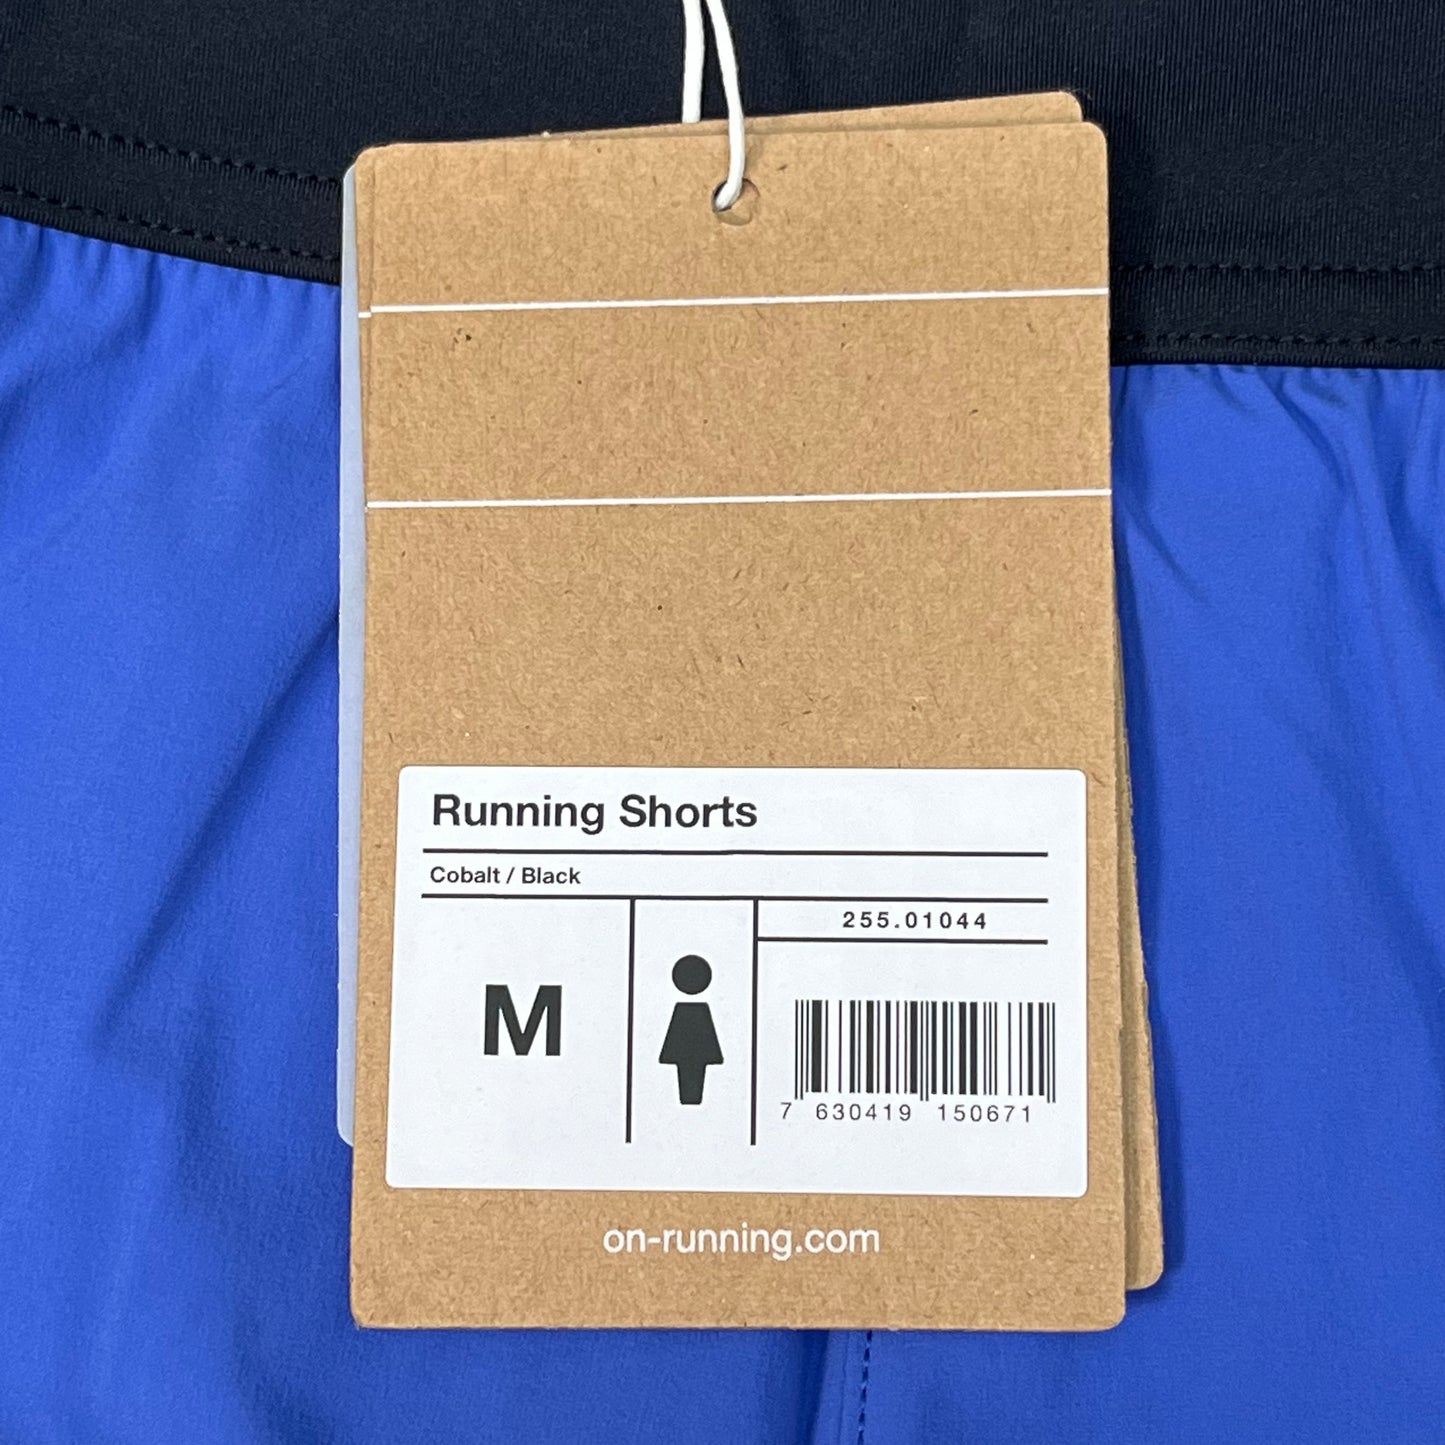 Running Shorts
Cobalt / Black
255.01044
M
7 630419 150671
on-running.com